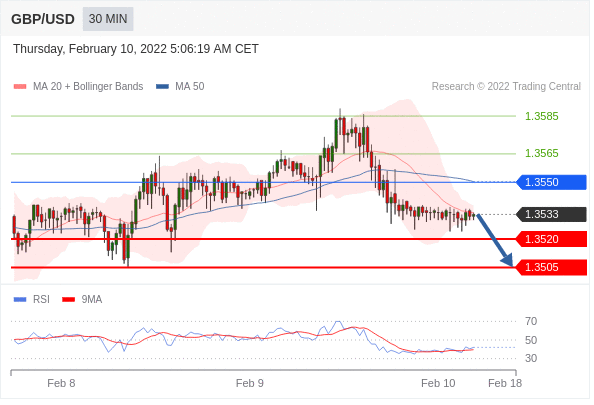 GBP/USD 30 MIN
Thursday, February 10, 2022 5:06:19 AM CET
MA 20 + Bollinger Bands MA 50 Research © 2022 Trading Central
1.3585
1.3565
1.3550
1.3533
1.3520
1.3505
RSI 9MA
70
50
30
Feb 8 Feb 9 Feb 10 Feb 18